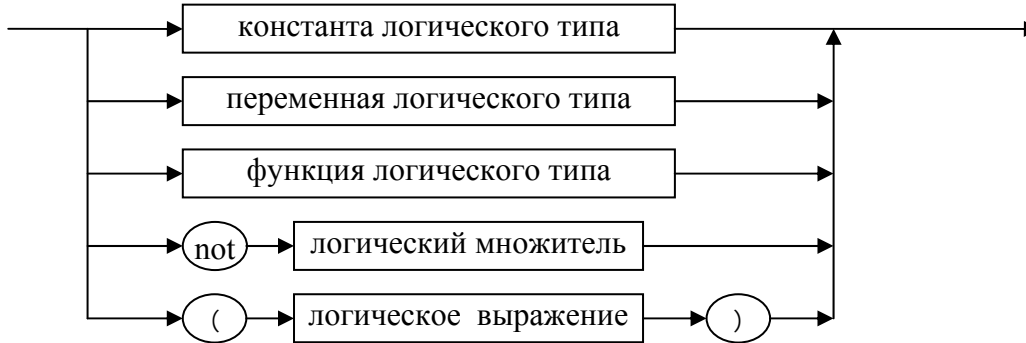 константа логического типа
переменная логического типа
функция логического типа
not логический множитель
( логическое выражение )